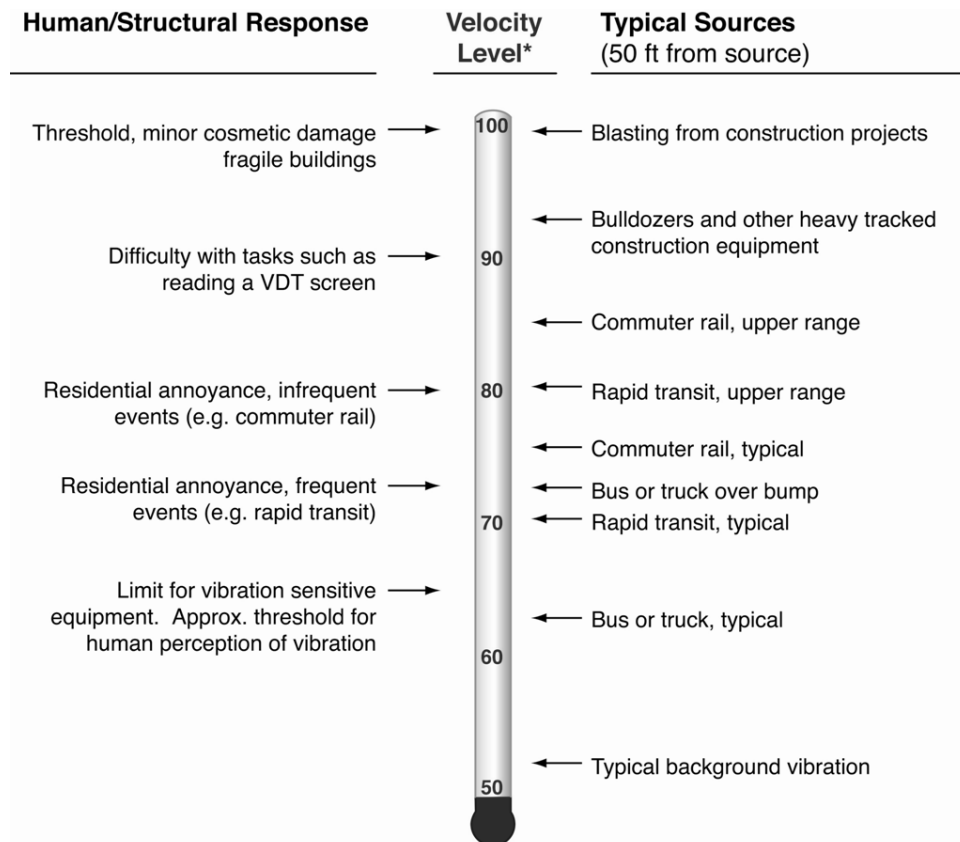 Human/Structural Response
Velocity
Level*
Typical Sources
(50 ft from source)
Threshold, minor cosmetic damage
fragile buildings
100
Blasting from construction projects
Bulldozers and other heavy tracked
construction equipment
Difficulty with tasks such as
reading a VDT screen
90
Commuter rail, upper range
Residential annoyance, infrequent
events (e.g. commuter rail)
80
Rapid transit, upper range
Commuter rail, typical
Residential annoyance, frequent
events (e.g. rapid transit)
Bus or truck over bump
70
Rapid transit, typical
Limit for vibration sensitive
equipment. Approx. threshold for
human perception of vibration
Bus or truck, typical
60
Typical background vibration
50